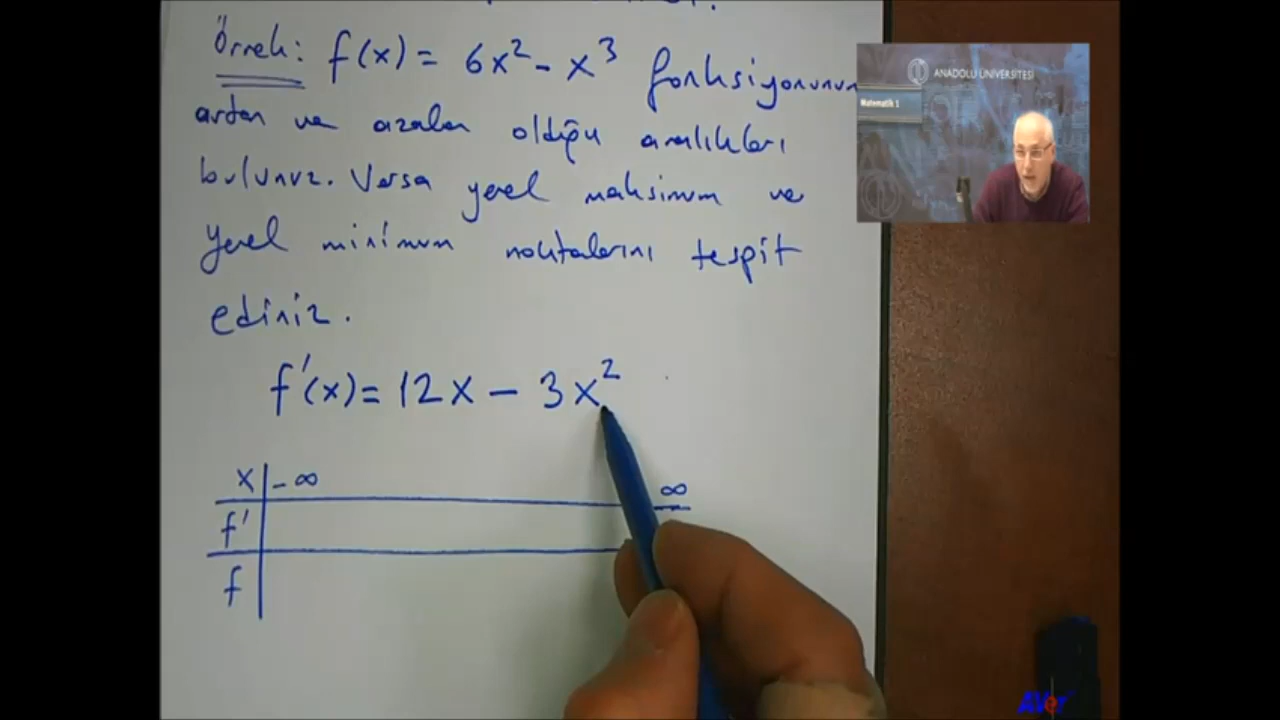 Örnek: f(x) = 6x² - x³ fonksiyonunun
artan ve azalan olduğu aralıkları
bulunuz. Varsa yerel maksimum ve
yerel minimum noktalarını tespit
ediniz.
f'(x) = 12x - 3x²
x -∞ ∞
f'
f
ANADOLU ÜNİVERSİTESİ
Matematik 1
AVer